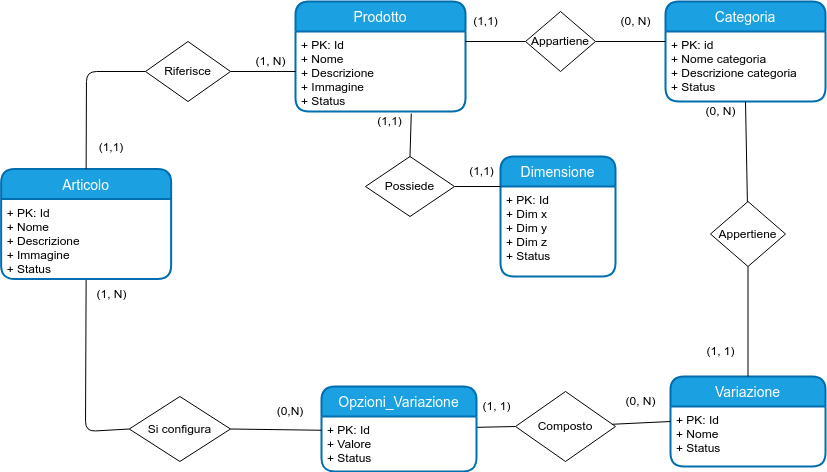 Prodotto
+ PK: Id
+ Nome
+ Descrizione
+ Immagine
+ Status
(1,1)
Appartiene
(0, N)
Categoria
+ PK: id
+ Nome categoria
+ Descrizione categoria
+ Status
Riferisce
(1, N)
(1,1)
(1,1)
Possiede
(1,1)
Dimensione
+ PK: Id
+ Dim x
+ Dim y
+ Dim z
+ Status
(0, N)
Appertiene
(1, 1)
Articolo
+ PK: Id
+ Nome
+ Descrizione
+ Immagine
+ Status
(1, N)
Si configura
(0,N)
Opzioni_Variazione
+ PK: Id
+ Valore
+ Status
(1, 1)
Composto
(0, N)
Variazione
+ PK: Id
+ Nome
+ Status